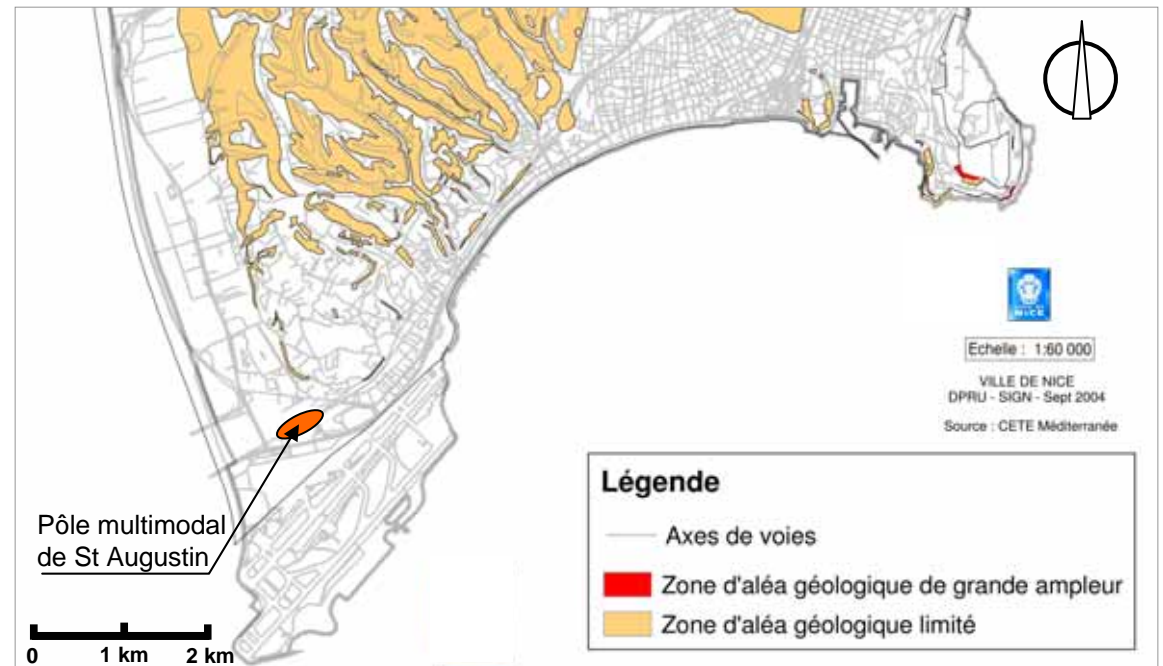 NICE
Echelle : 1:60 000
VILLE DE NICE
DPRU - SIGN - Sept 2004
Source : CETE Méditerranée
Pôle multimodal
de St Augustin
Légende
Axes de voies
Zone d'aléa géologique de grande ampleur
Zone d'aléa géologique limité
0 1 km 2 km